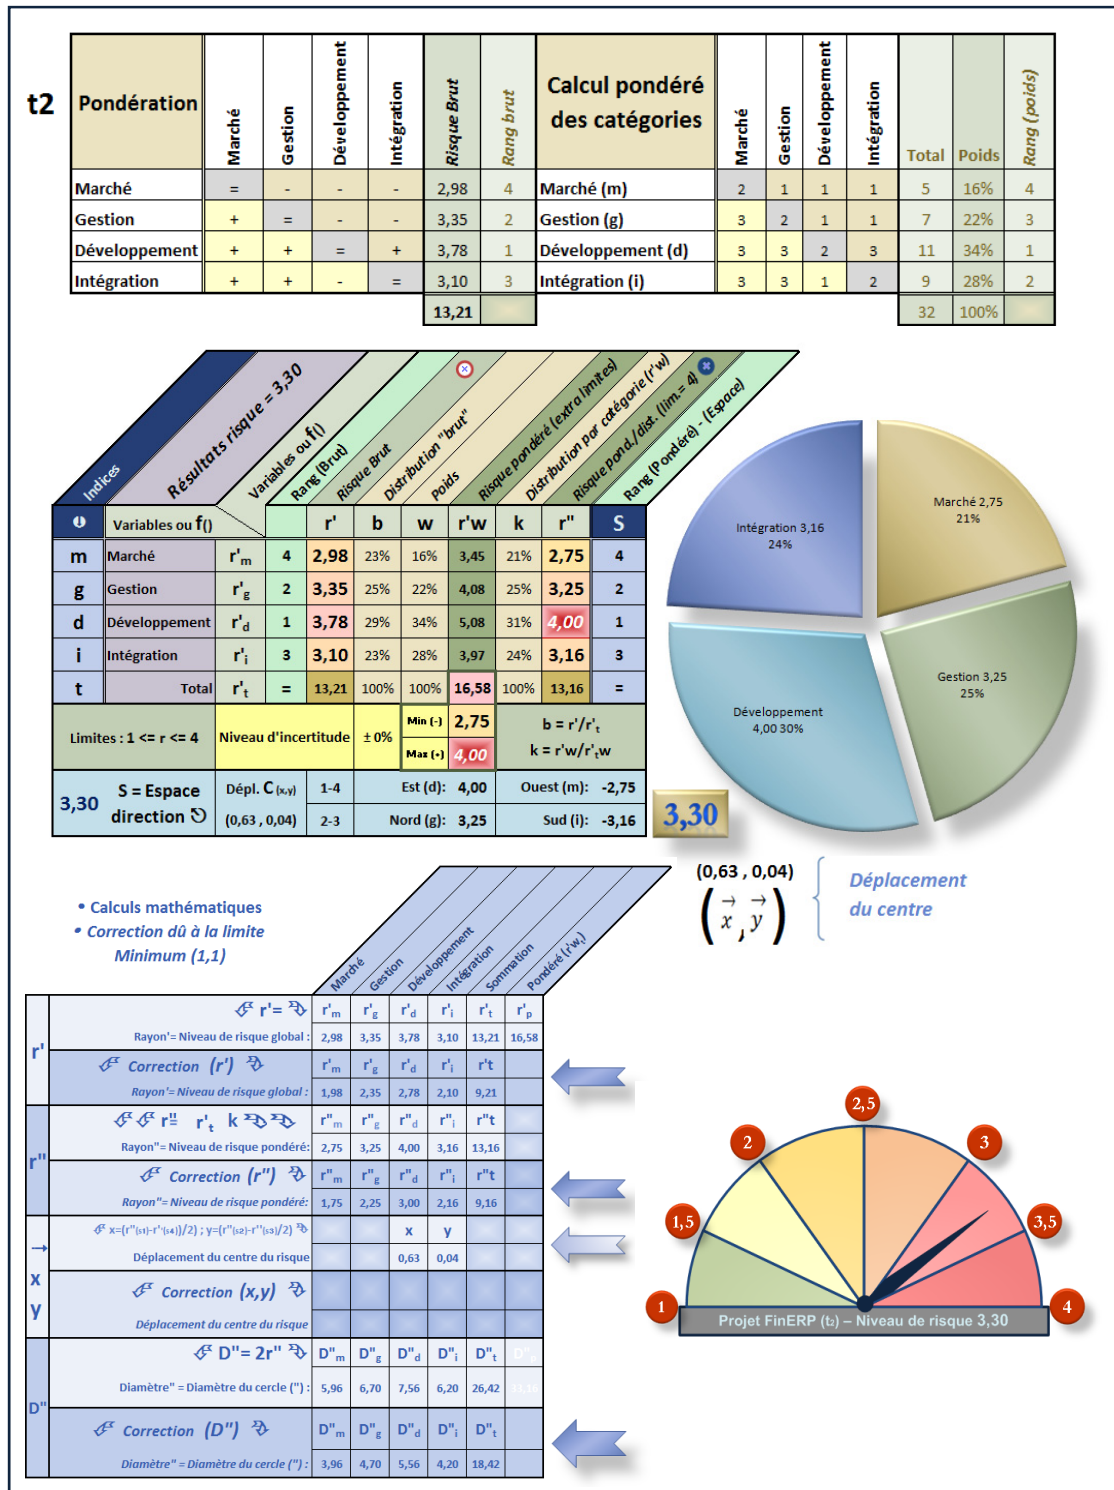 t2
Pondération Marché Gestion Développement Intégration Risque Brut Rang brut Calcul pondéré des catégories Marché Gestion Développement Intégration Total Poids Rang (poids)
Marché = - - - 2,98 4 Marché (m) 2 1 1 1 5 16% 4
Gestion + = - - 3,35 2 Gestion (g) 3 2 1 1 7 22% 3
Développement + + = + 3,78 1 Développement (d) 3 3 2 3 11 34% 1
Intégration + + - = 3,10 3 Intégration (i) 3 3 1 2 9 28% 2
13,21 32 100%
Indices
Résultats risque = 3,30
Variables ou f()
Rang (Brut)
Risque Brut
Distribution "brut"
Poids
Risque pondéré (extra limites)
Distribution par catégorie (r'w)
Risque pond./dist. (lim.= 4)
Rang (Pondéré) - (Espace)
Variables ou f() r' b w r'w k r" S
m Marché r'm 4 2,98 23% 16% 3,45 21% 2,75 4
g Gestion r'g 2 3,35 25% 22% 4,08 25% 3,25 2
d Développement r'd 1 3,78 29% 34% 5,08 31% 4,00 1
i Intégration r'i 3 3,10 23% 28% 3,97 24% 3,16 3
t Total r't = 13,21 100% 100% 16,58 100% 13,16 =
Limites : 1 <= r <= 4 Niveau d'incertitude ± 0% Min (-) 2,75 b = r'/r't
Max (+) 4,00 k = r'w/r'tw
3,30 S = Espace direction Dépl. C (x,y) 1-4 Est (d): 4,00 Ouest (m): -2,75
(0,63 , 0,04) 2-3 Nord (g): 3,25 Sud (i): -3,16
Intégration 3,16
24%
Marché 2,75
21%
Gestion 3,25
25%
Développement
4,00 30%
3,30
(0,63 , 0,04)
(x , y)
Déplacement
du centre
• Calculs mathématiques
• Correction dû à la limite
Minimum (1,1)
Marché
Gestion
Développement
Intégration
Sommation
Pondéré (r'wt)
r' r'= r'm r'g r'd r'i r't r'p
Rayon'= Niveau de risque global : 2,98 3,35 3,78 3,10 13,21 16,58
Correction (r') r'm r'g r'd r'i r't
Rayon'= Niveau de risque global : 1,98 2,35 2,78 2,10 9,21
r" r"= r't k r"m r"g r"d r"i r"t
Rayon"= Niveau de risque pondéré: 2,75 3,25 4,00 3,16 13,16
Correction (r") r"m r"g r"d r"i r"t
Rayon"= Niveau de risque pondéré: 1,75 2,25 3,00 2,16 9,16
→ x y x=(r"(s1)-r"(s4))/2) ; y=(r"(s2)-r"(s3)/2) x y
Déplacement du centre du risque 0,63 0,04
Correction (x,y)
Déplacement du centre du risque
D" D"= 2r" D"m D"g D"d D"i D"t
Diamètre" = Diamètre du cercle (") : 5,96 6,70 7,56 6,20 26,42 33,16
Correction (D") D"m D"g D"d D"i D"t
Diamètre" = Diamètre du cercle (") : 3,96 4,70 5,56 4,20 18,42
1
1,5
2
2,5
3
3,5
4
Projet FinERP (t2) – Niveau de risque 3,30